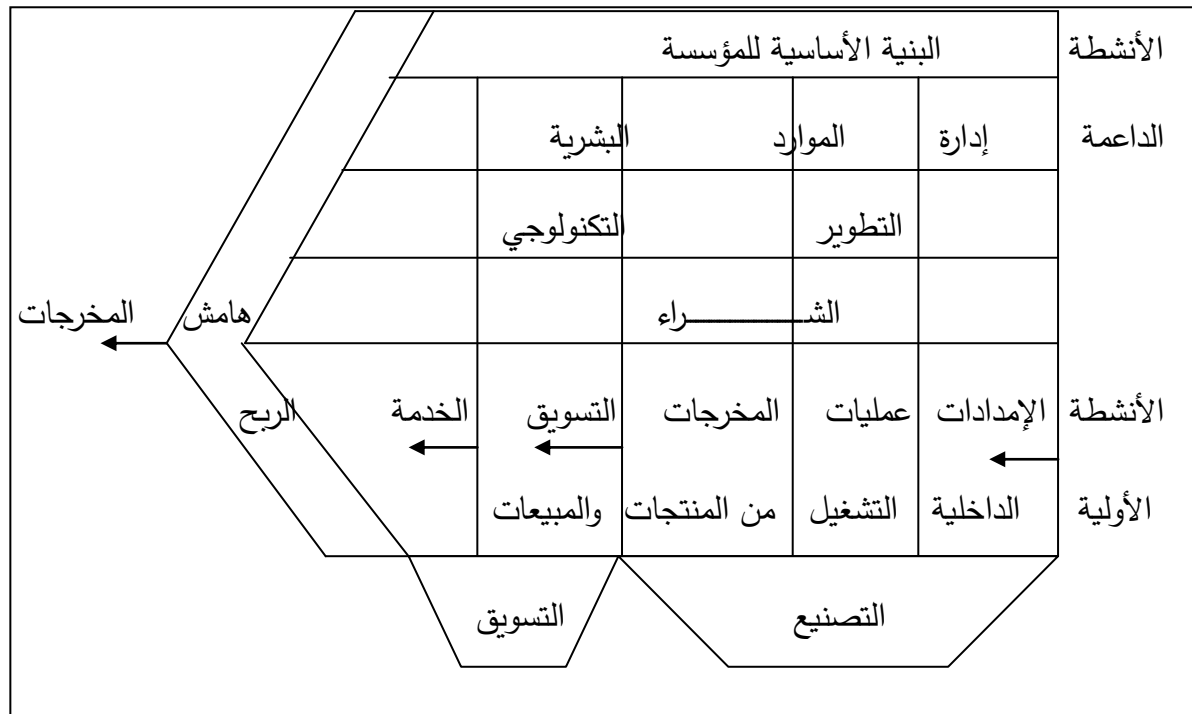 الأنشطة البنية الأساسية للمؤسسة
الداعمة إدارة الموارد البشرية
التطوير التكنولوجي
الشـــــــــــراء
هامش المخرجات
الأنشطة الإمدادات عمليات المخرجات التسويق الخدمة الربح
الأولية الداخلية التشغيل من المنتجات والمبيعات
التصنيع التسويق